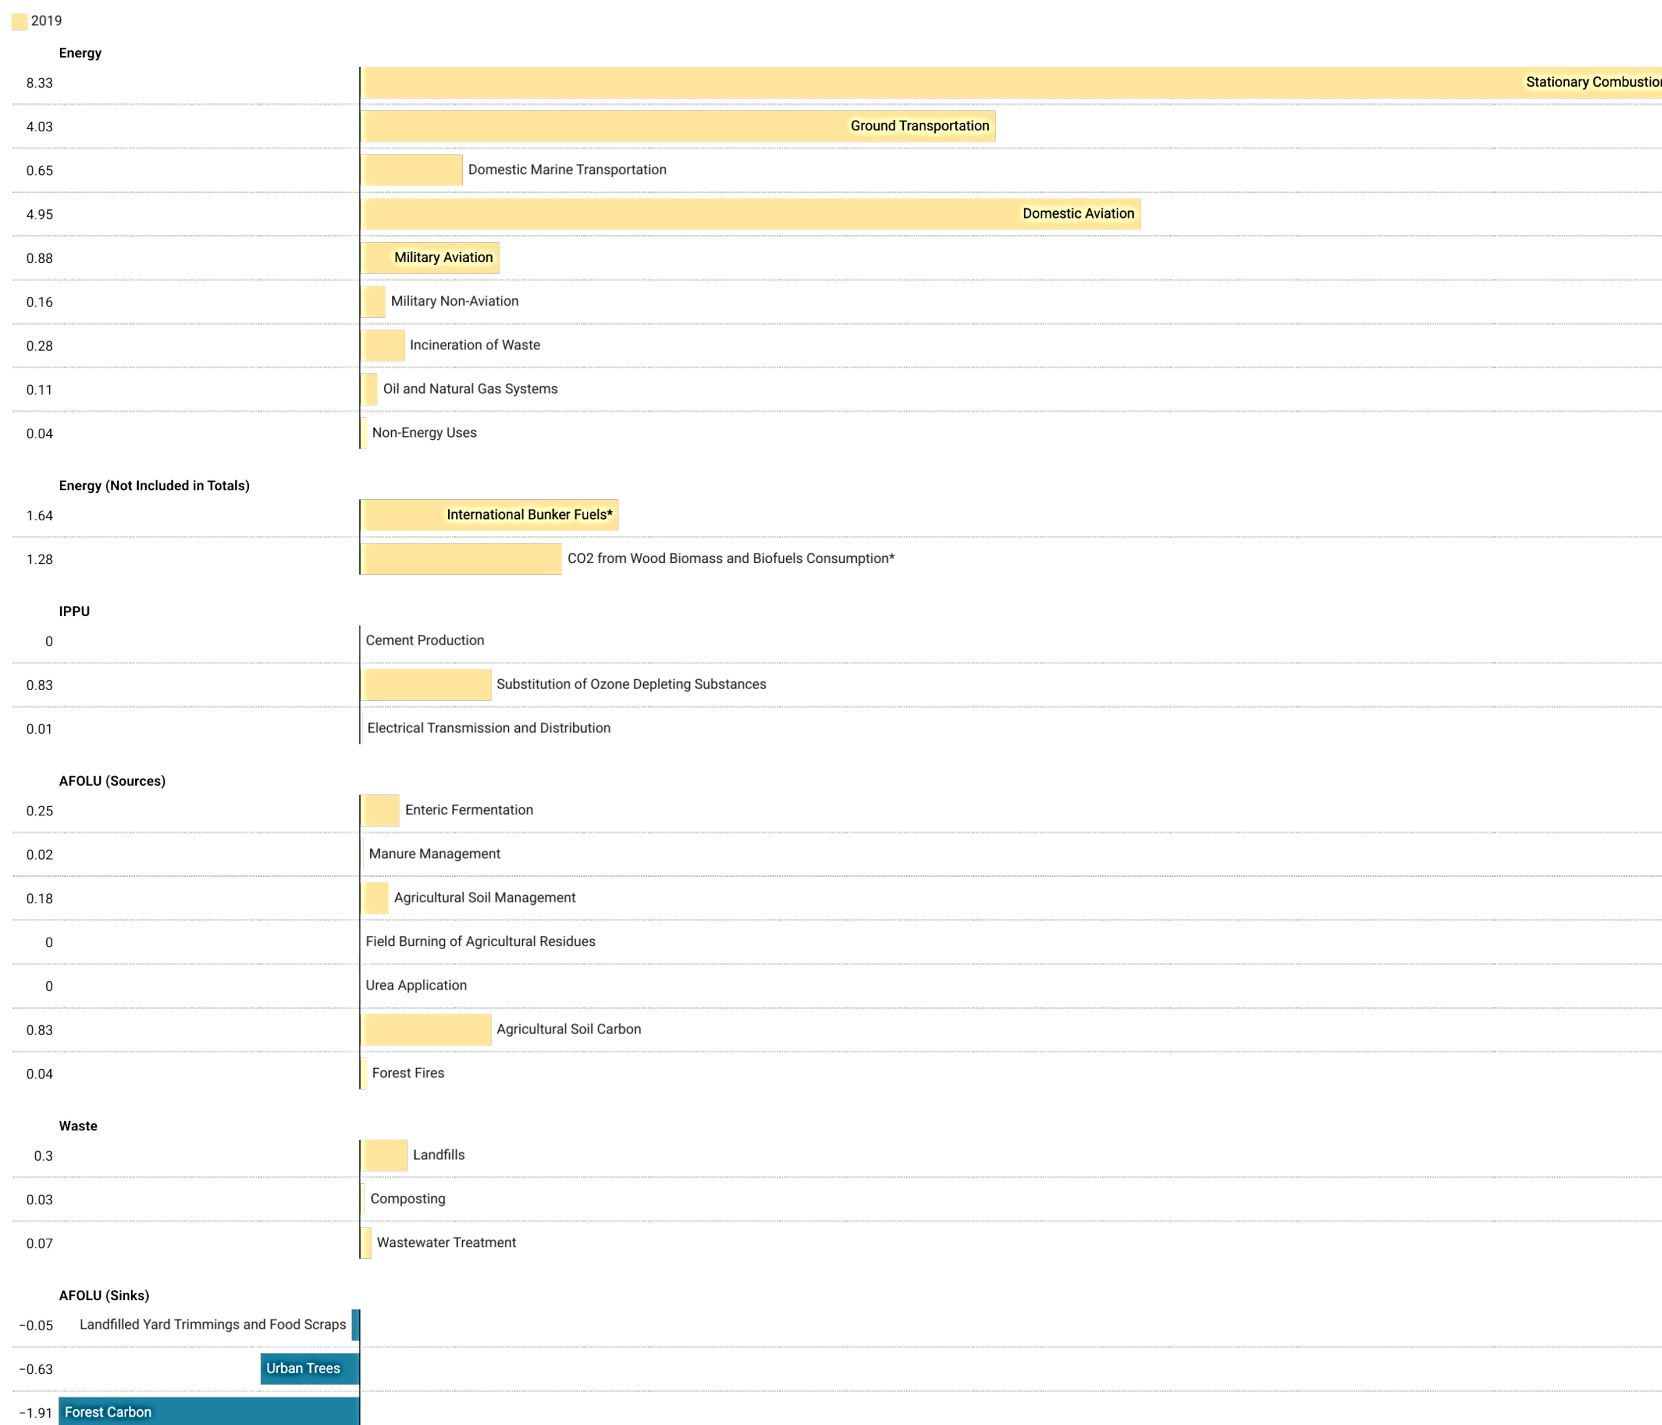 2019
Energy
8.33 Stationary Combustion
4.03 Ground Transportation
0.65 Domestic Marine Transportation
4.95 Domestic Aviation
0.88 Military Aviation
0.16 Military Non-Aviation
0.28 Incineration of Waste
0.11 Oil and Natural Gas Systems
0.04 Non-Energy Uses
Energy (Not Included in Totals)
1.64 International Bunker Fuels*
1.28 CO2 from Wood Biomass and Biofuels Consumption*
IPPU
0 Cement Production
0.83 Substitution of Ozone Depleting Substances
0.01 Electrical Transmission and Distribution
AFOLU (Sources)
0.25 Enteric Fermentation
0.02 Manure Management
0.18 Agricultural Soil Management
0 Field Burning of Agricultural Residues
0 Urea Application
0.83 Agricultural Soil Carbon
0.04 Forest Fires
Waste
0.3 Landfills
0.03 Composting
0.07 Wastewater Treatment
AFOLU (Sinks)
−0.05 Landfilled Yard Trimmings and Food Scraps
−0.63 Urban Trees
−1.91 Forest Carbon